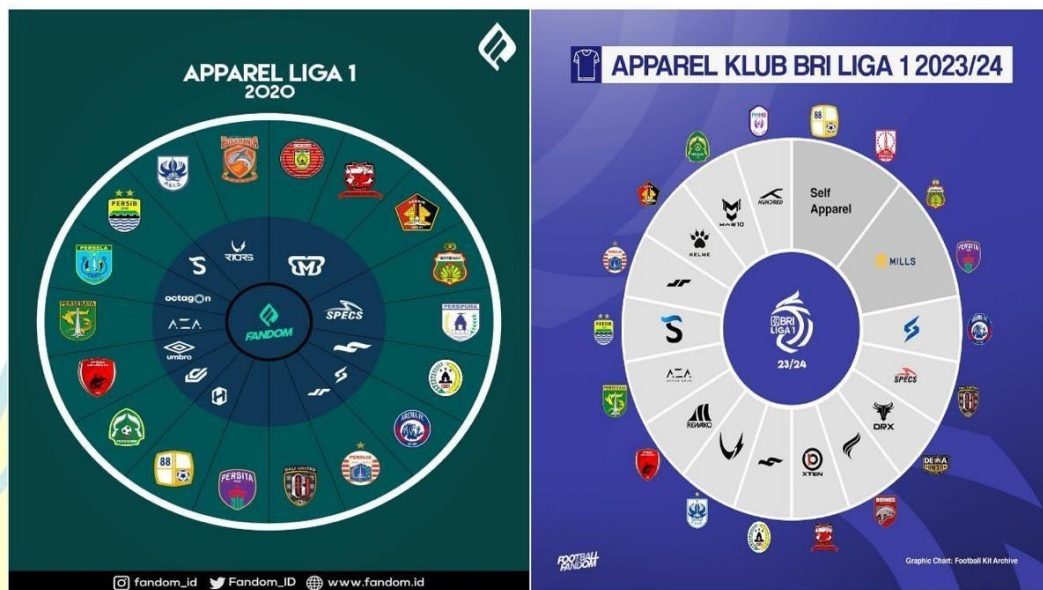 APPAREL LIGA 1
2020
PERSIB
PERSELA
PERSEBAYA
88
PERSITA
BALI UNITED
PERSIJA
AREMA FC
PERSIPURA
RIORS
octagon
AZA
umbro
SPECS
FANDOM
fandom_id Fandom_ID www.fandom.id
APPAREL KLUB BRI LIGA 1 2023/24
88
Self
Apparel
HUNDRED
MAR10
KELME
MILLS
AZA
SPECS
REWAKO
DRX
XTEN
BRI
LIGA 1
23/24
PERSIB
PERSITA
DEWA
BORNEO
FOOTBALL
FANDOM
Graphic Chart: Football Kit Archive